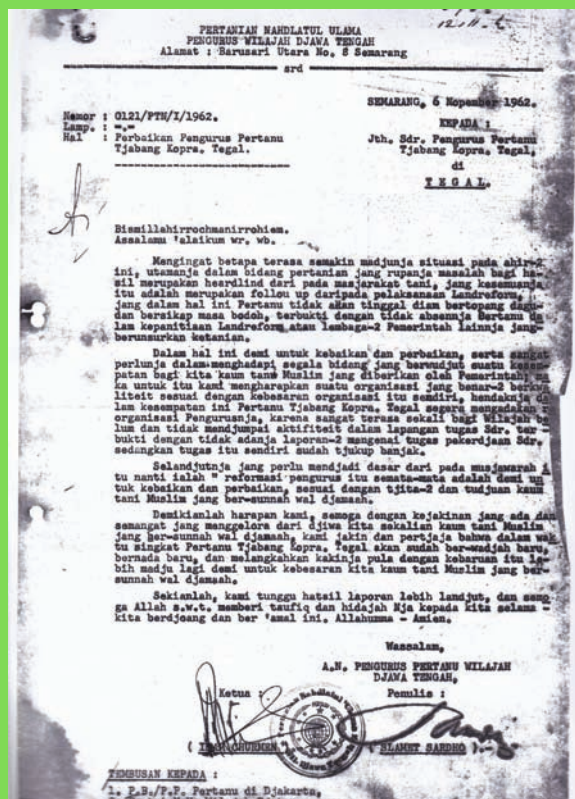 PERTANIAN NAHDLATUL ULAMA
PENGURUS WILAJAH DJAWA TENGAH
Alamat : Barusari Utara No. 8 Semarang
srd
SEMARANG, 6 Nopember 1962.
Nomor : 0121/PTN/I/1962.
KEPADA :
Lamp. : -.-
Hal : Perbaikan Pengurus Pertanu
Jth. Sdr. Pengurus Pertanu
Tjabang Kopra. Tegal.
Tjabang Kopra. Tegal,
di
T E G A L.
Bismillahirrochmanirrohiem.
Assalamu 'alaikum wr. wb.
Mengingat betapa terasa semakin madjunja situasi pada ahir-2
ini, utamanja dalam bidang pertanian jang rupanja masalah bagi ha-
sil merupakan heardlind dari pada masjarakat tani, jang kesemuanja
itu adalah merupakan follow up daripada pelaksanaan Landreform,
jang dalam hal ini Pertanu tidak akan tinggal diam bertopang dagu-
dan bersikap masa bodoh, terbukti dengan tidak absennja Pertanu da
lam kepanitiaan Landreform atau lembaga-2 Pemerintah lainnja jang-
berunsurkan ketanian.
Dalam hal ini demi untuk kebaikan dan perbaikan, serta sangat
perlunja dalam menghadapi segala bidang jang berwudjut suatu kesem-
patan bagi kita kaum tani Muslim jang diberikan oleh Pemerintah, ma
ka untuk itu kami mengharapkan suatu organisasi jang benar-2 berkwa
liteit sesuai dengan kebesaran organisasi itu sendiri, hendaknja da
lam kesempatan ini Pertanu Tjabang Kopra. Tegal segera mengadakan
organisasi Pengurusnja, karena sangat terasa sekali bagi Wilajah be
lum dan tidak mendjumpai aktifiteit dalam lapangan tugas Sdr. ter
bukti dengan tidak adanja laporan-2 mengenai tugas pekerdjaan Sdr.
sedangkan tugas itu sendiri sudah tjukup banjak.
Selandjutnja jang perlu mendjadi dasar dari pada musjawarah i
tu nanti ialah " reformasi pengurus itu semata-mata adalah demi un
tuk kebaikan dan perbaikan, sesuai dengan tjita-2 dan tudjuan kaum
tani Muslim jang ber-sunnah wal djamaah.
Demikianlah harapan kami, semoga dengan kejakinan jang ada dan
semangat jang menggelora dari djiwa kita sekalian kaum tani Muslim
jang ber-sunnah wal djamaah, kami jakin dan pertjaja bahwa dalam wak
tu singkat Pertanu Tjabang Kopra. Tegal akan sudah ber-wadjah baru,
bernada baru, dan melangkahkan kakinja pula dengan kebaruan itu le-
bih madju lagi demi untuk kebesaran kita kaum tani Muslim jang ber-
sunnah wal djamaah.
Sekianlah, kami tunggu hatsil laporan lebih landjut, dan semo
ga Allah s.w.t. memberi taufiq dan hidajah Nja kepada kita selama -
kita berdjoang dan ber 'amal ini. Allahumma - Amien.
Wassalam,
A.N. PENGURUS PERTANU WILAJAH
DJAWA TENGAH,
Ketua : Penulis :
( SLAMET SARDHO ).-
TEMBUSAN KEPADA :
1. P.B./P.P. Pertanu di Djakarta.